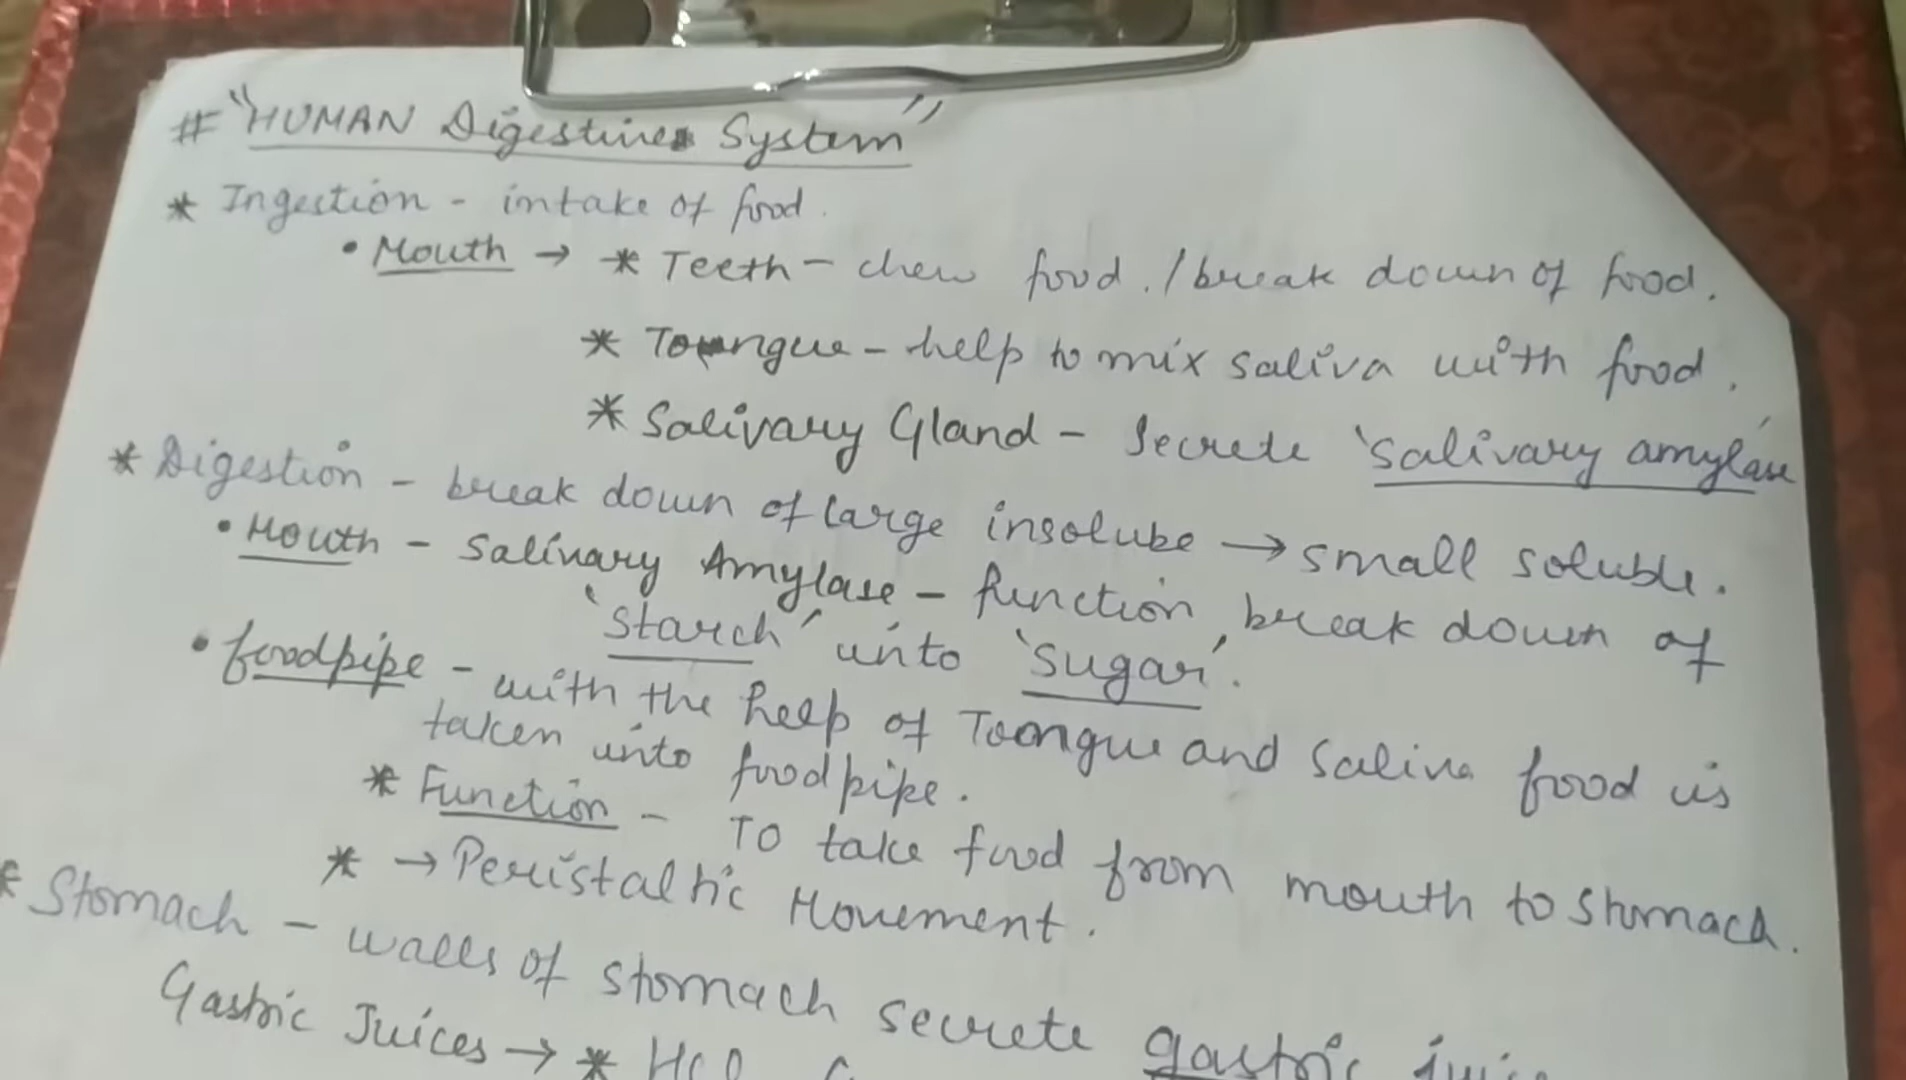 # "HUMAN Digestive System"
* Ingestion - intake of food.
• Mouth → * Teeth - chew food. / break down of food.
* Toungue - help to mix saliva with food.
* Salivary Gland - Secrete 'salivary amylase'
* Digestion - break down of large insolube → small soluble.
• Mouth - Salivary Amylase - function, break down of
'starch' into 'sugar'.
• foodpipe - with the help of Toongue and Saliva food is
taken into foodpipe.
* Function - To take food from mouth to stomach.
* → Peristaltic Movement.
* Stomach - walls of stomach secrete gastric
Gastric Juices → * HCl